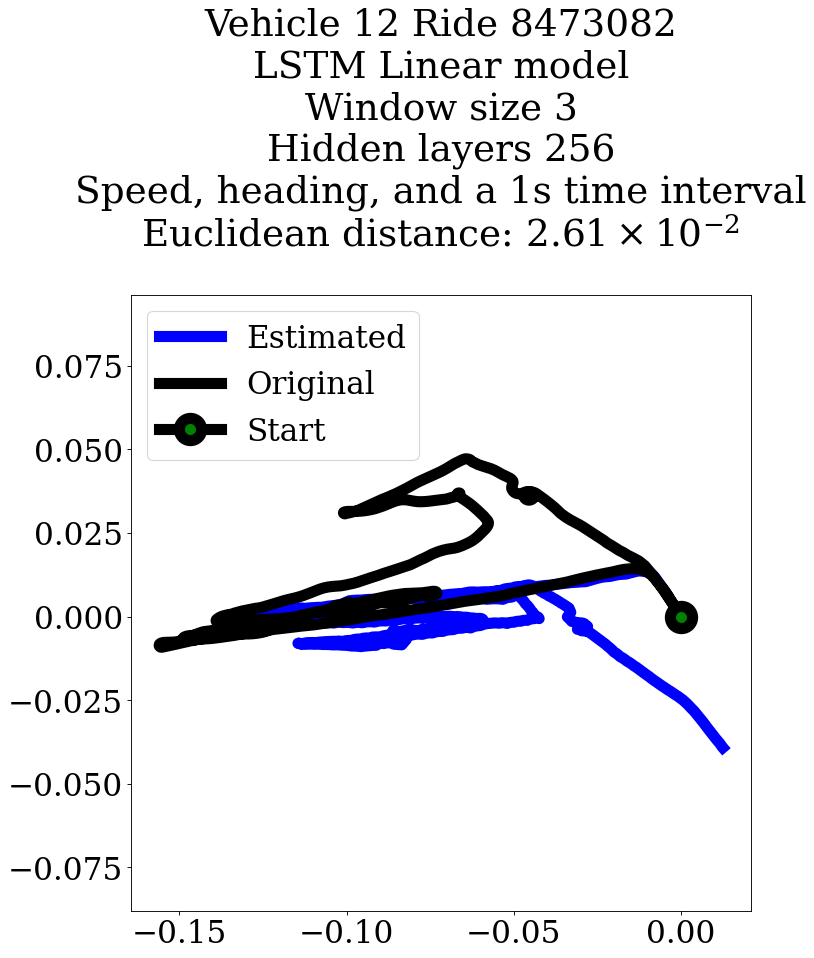 Vehicle 12 Ride 8473082
LSTM Linear model
Window size 3
Hidden layers 256
Speed, heading, and a 1s time interval
Euclidean distance: 2.61 × 10⁻²
Estimated
Original
Start
0.075
0.050
0.025
0.000
−0.025
−0.050
−0.075
−0.15 −0.10 −0.05 0.00